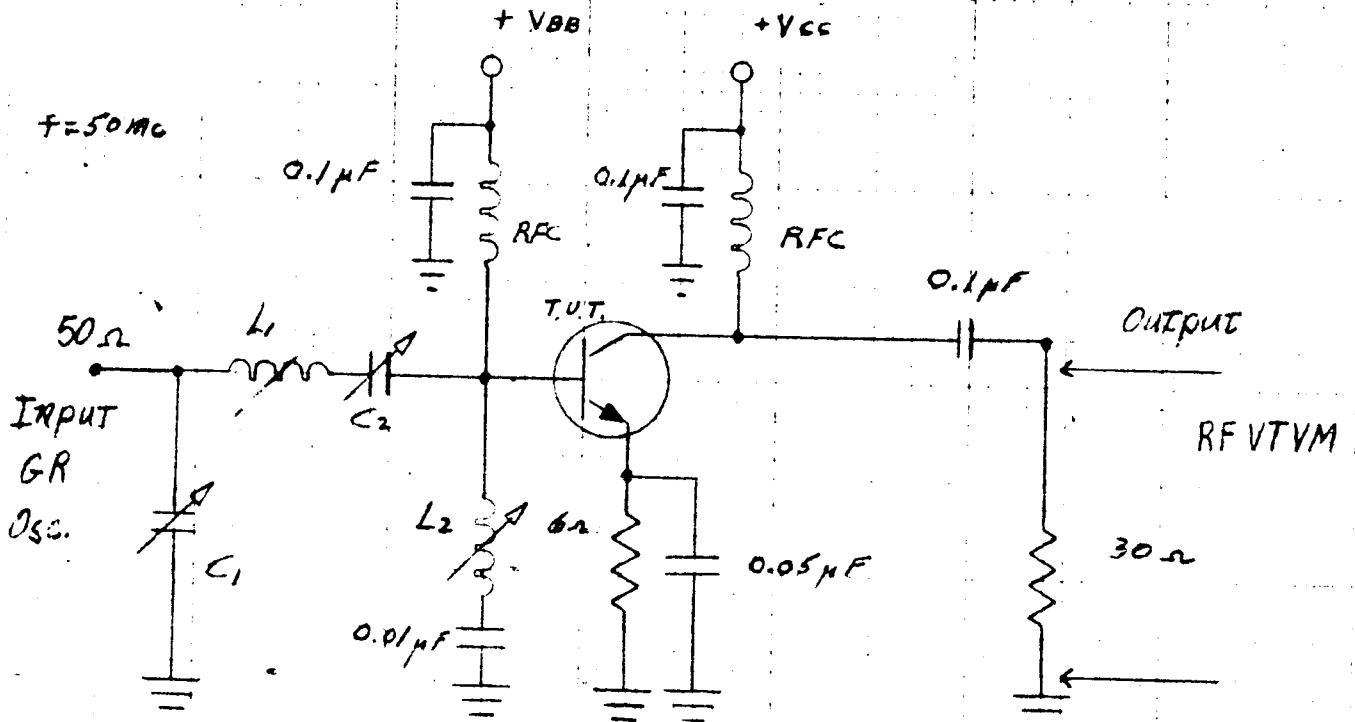 + VBB
+Vcc
f=50mc
0.1µF
RFC
0.1µF
RFC
0.1µF
T.U.T.
Output
50Ω
L1
C2
INPUT
GR
Osc.
C1
L2
6Ω
0.05µF
0.01µF
RF VTVM
30Ω